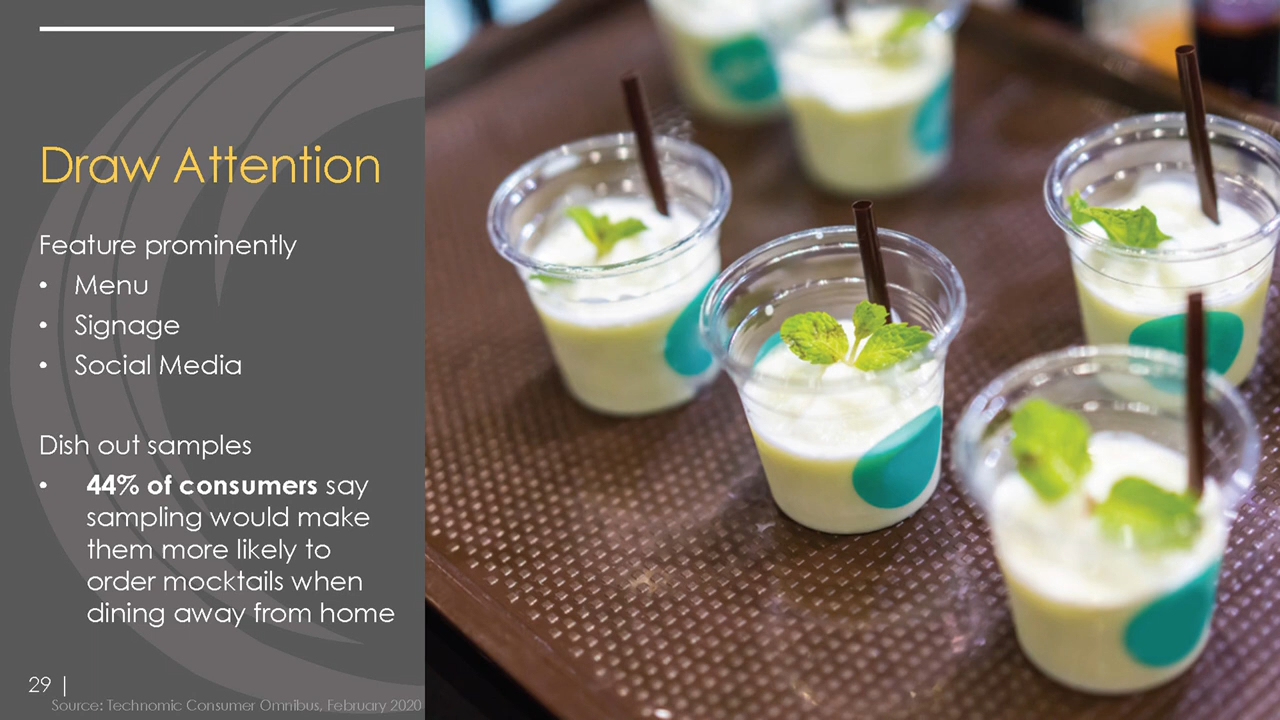 Draw Attention
Feature prominently
• Menu
• Signage
• Social Media
Dish out samples
• 44% of consumers say
sampling would make
them more likely to
order mocktails when
dining away from home
29 |
Source: Technomic Consumer Omnibus, February 2020